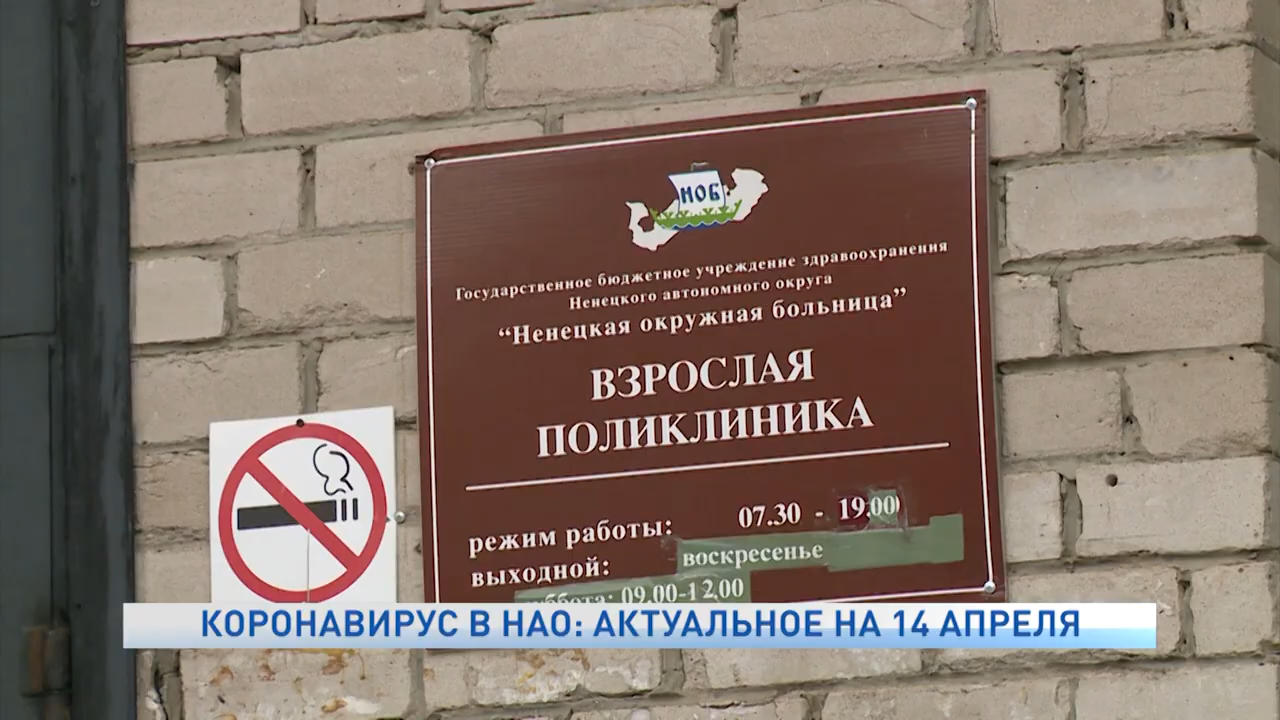 НОБ
Государственное бюджетное учреждение здравоохранения
Ненецкого автономного округа
“Ненецкая окружная больница”
ВЗРОСЛАЯ
ПОЛИКЛИНИКА
режим работы: 07.30 - 19.00
выходной: воскресенье
суббота: 09.00-12.00
КОРОНАВИРУС В НАО: АКТУАЛЬНОЕ НА 14 АПРЕЛЯ